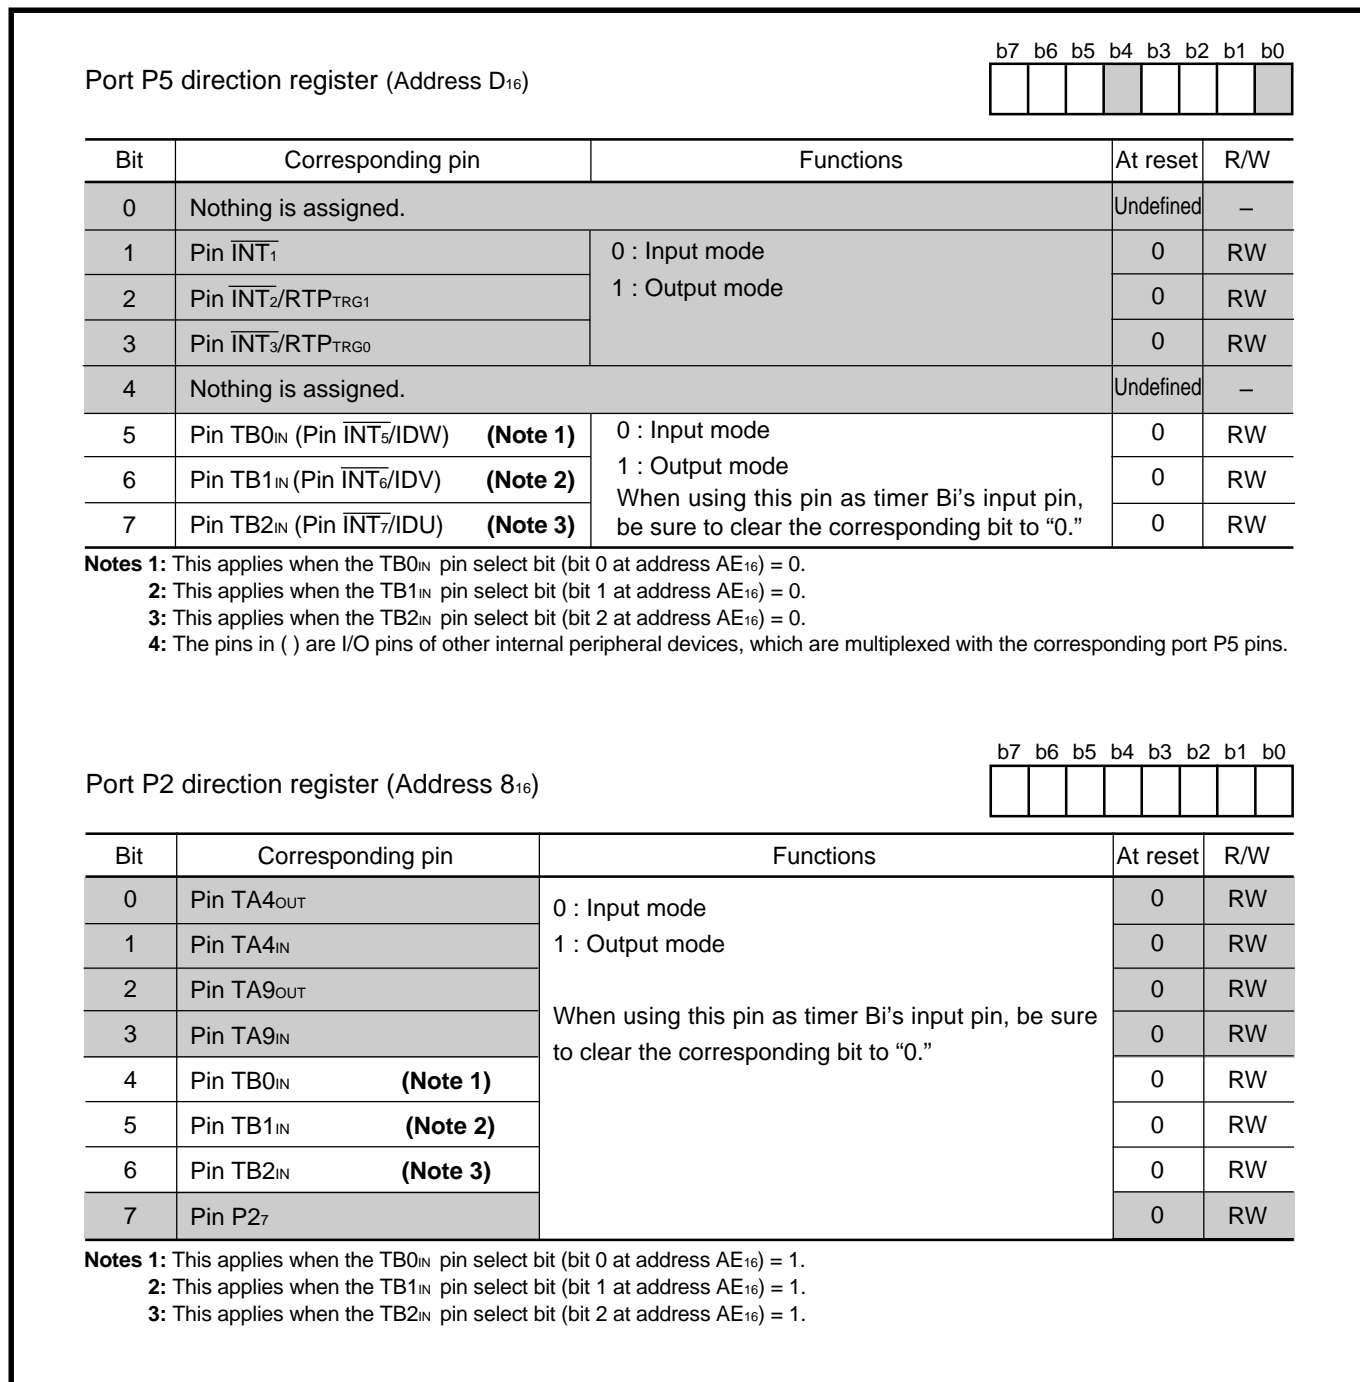 b7 b6 b5 b4 b3 b2 b1 b0
Port P5 direction register (Address D16)
Bit Corresponding pin Functions At reset R/W
0 Nothing is assigned. Undefined –
1 Pin INT1 0 : Input mode 0 RW
2 Pin INT2/RTPTRG1 1 : Output mode 0 RW
3 Pin INT3/RTPTRG0 0 RW
4 Nothing is assigned. Undefined –
5 Pin TB0IN (Pin INT5/IDW) (Note 1) 0 : Input mode 0 RW
1 : Output mode
6 Pin TB1IN (Pin INT6/IDV) (Note 2) 0 RW
When using this pin as timer Bi’s input pin,
7 Pin TB2IN (Pin INT7/IDU) (Note 3) be sure to clear the corresponding bit to “0.” 0 RW
Notes 1: This applies when the TB0IN pin select bit (bit 0 at address AE16) = 0.
2: This applies when the TB1IN pin select bit (bit 1 at address AE16) = 0.
3: This applies when the TB2IN pin select bit (bit 2 at address AE16) = 0.
4: The pins in ( ) are I/O pins of other internal peripheral devices, which are multiplexed with the corresponding port P5 pins.
b7 b6 b5 b4 b3 b2 b1 b0
Port P2 direction register (Address 816)
Bit Corresponding pin Functions At reset R/W
0 Pin TA4OUT 0 : Input mode 0 RW
1 Pin TA4IN 1 : Output mode 0 RW
2 Pin TA9OUT 0 RW
When using this pin as timer Bi’s input pin, be sure
3 Pin TA9IN 0 RW
to clear the corresponding bit to “0.”
4 Pin TB0IN (Note 1) 0 RW
5 Pin TB1IN (Note 2) 0 RW
6 Pin TB2IN (Note 3) 0 RW
7 Pin P27 0 RW
Notes 1: This applies when the TB0IN pin select bit (bit 0 at address AE16) = 1.
2: This applies when the TB1IN pin select bit (bit 1 at address AE16) = 1.
3: This applies when the TB2IN pin select bit (bit 2 at address AE16) = 1.